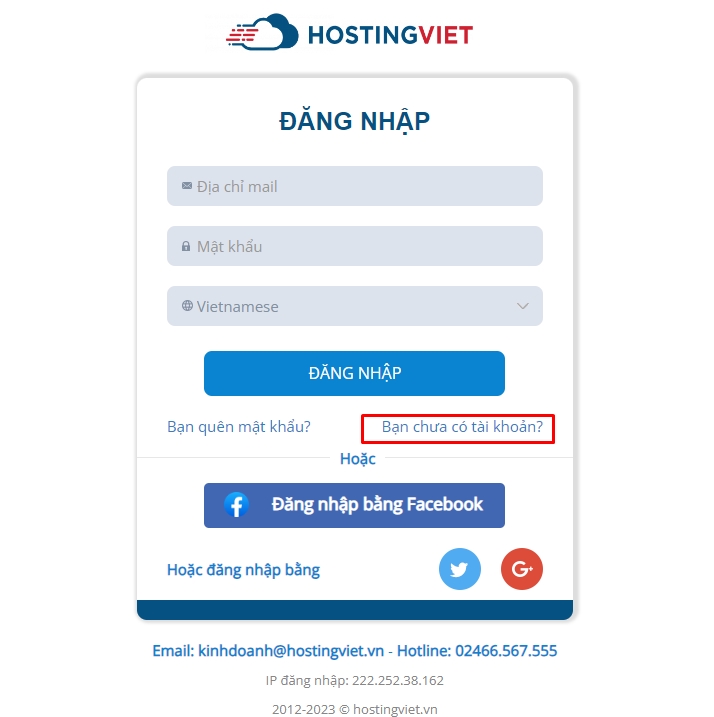 HOSTINGVIET
ĐĂNG NHẬP
Địa chỉ mail
Mật khẩu
Vietnamese
ĐĂNG NHẬP
Bạn quên mật khẩu? Bạn chưa có tài khoản?
Hoặc
Đăng nhập bằng Facebook
Hoặc đăng nhập bằng G+
Email: kinhdoanh@hostingviet.vn - Hotline: 02466.567.555
IP đăng nhập: 222.252.38.162
2012-2023 © hostingviet.vn